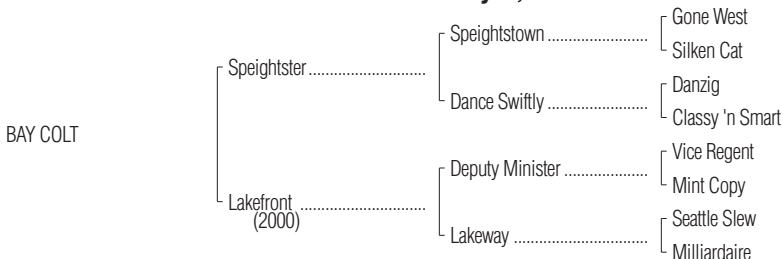 Gone West
Speightstown ............................
Silken Cat
Speightster................................
Danzig
Dance Swiftly ............................
Classy 'n Smart
BAY COLT
Vice Regent
Deputy Minister .......................
Mint Copy
Lakefront ..................................
(2000)
Seattle Slew
Lakeway .....................................
Milliardaire